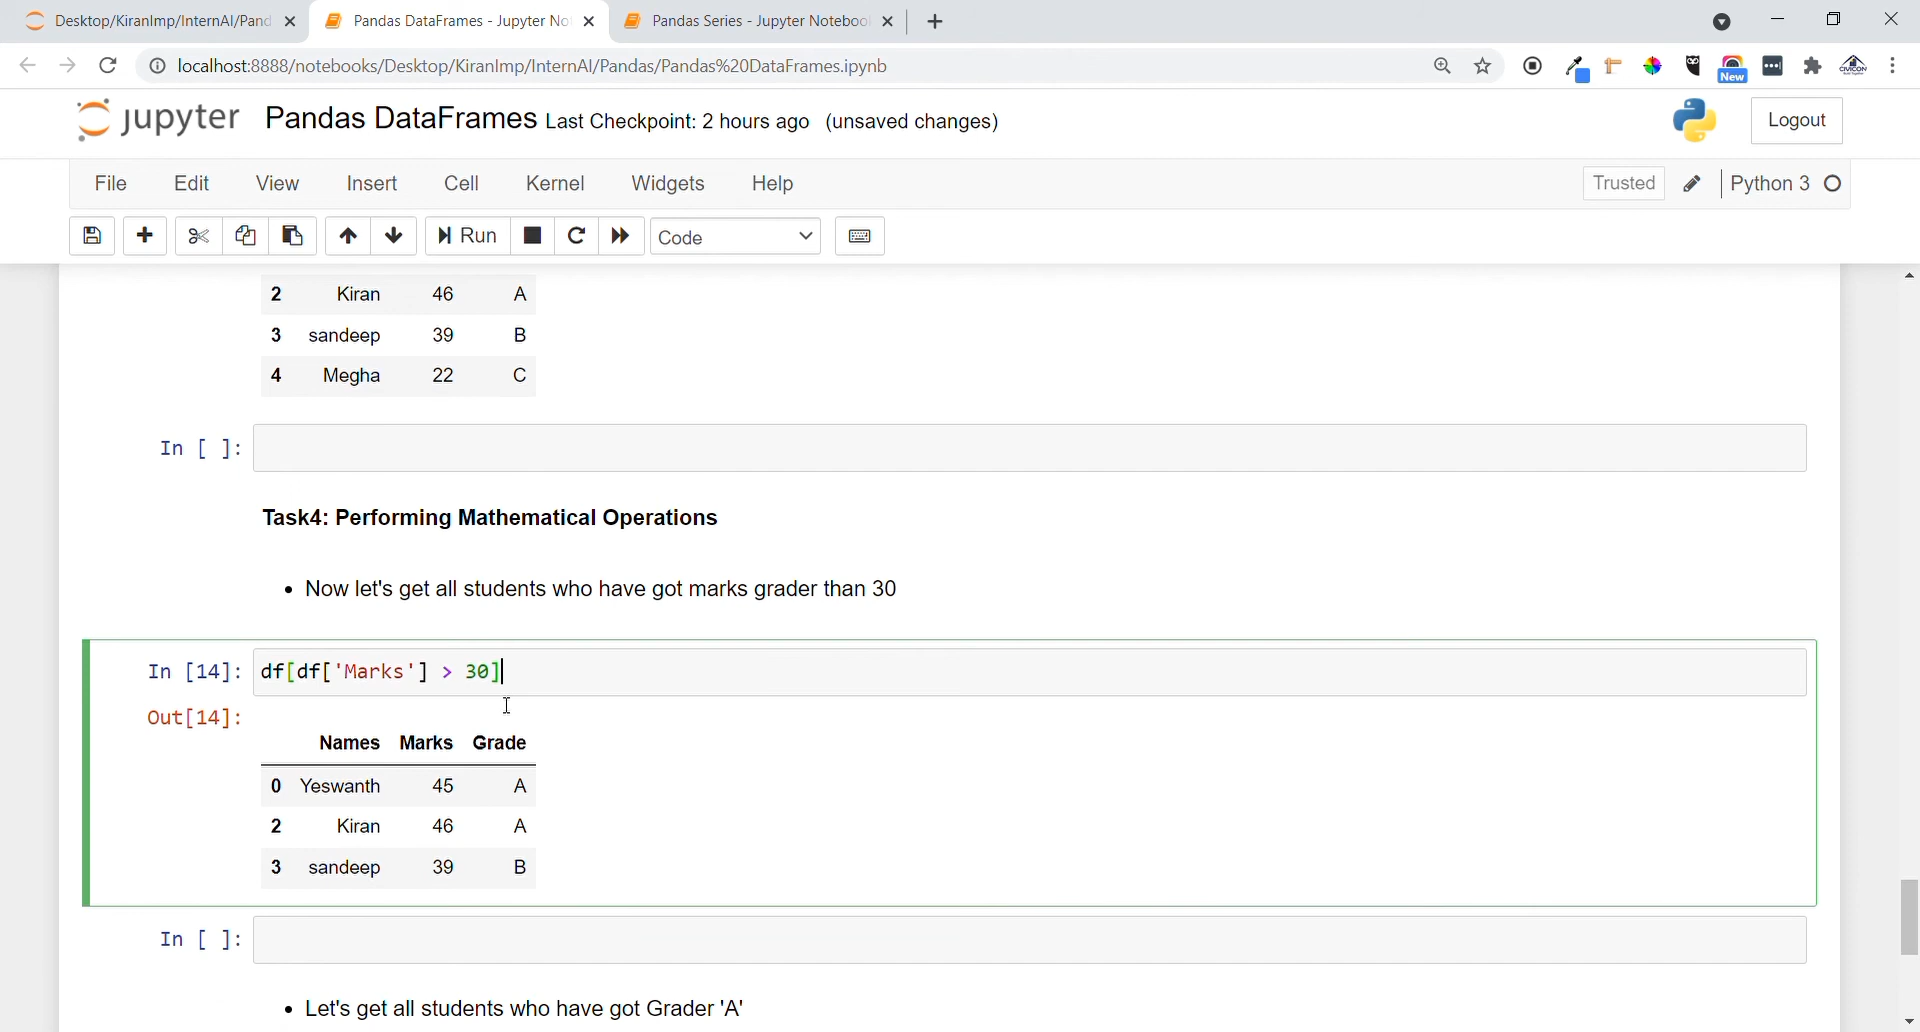 Desktop/KiranImp/InternAI/Pand
Pandas DataFrames - Jupyter No
Pandas Series - Jupyter Noteboo
localhost:8888/notebooks/Desktop/KiranImp/InternAI/Pandas/Pandas%20DataFrames.ipynb
New
CIVICON
jupyter Pandas DataFrames Last Checkpoint: 2 hours ago (unsaved changes)
Logout
File Edit View Insert Cell Kernel Widgets Help
Trusted Python 3
Run Code
2 Kiran 46 A
3 sandeep 39 B
4 Megha 22 C
In [ ]:
Task4: Performing Mathematical Operations
• Now let's get all students who have got marks grader than 30
In [14]: df[df['Marks'] > 30]
Out[14]:
Names Marks Grade
0 Yeswanth 45 A
2 Kiran 46 A
3 sandeep 39 B
In [ ]:
• Let's get all students who have got Grader 'A'